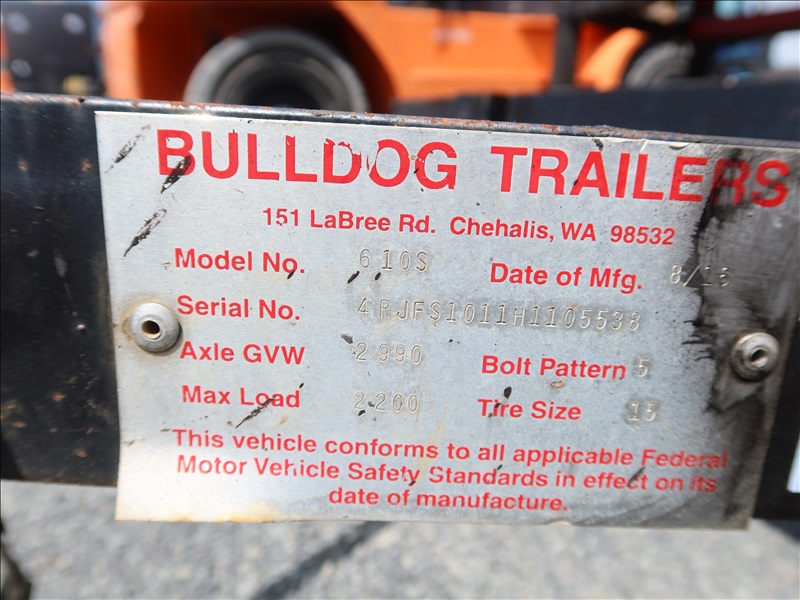 BULLDOG TRAILERS
151 LaBree Rd. Chehalis, WA 98532
Model No. 610S Date of Mfg. 8/16
Serial No. 4RJFS1011H1105538
Axle GVW 2990 Bolt Pattern 5
Max Load 2200 Tire Size 15
This vehicle conforms to all applicable Federal
Motor Vehicle Safety Standards in effect on its
date of manufacture.